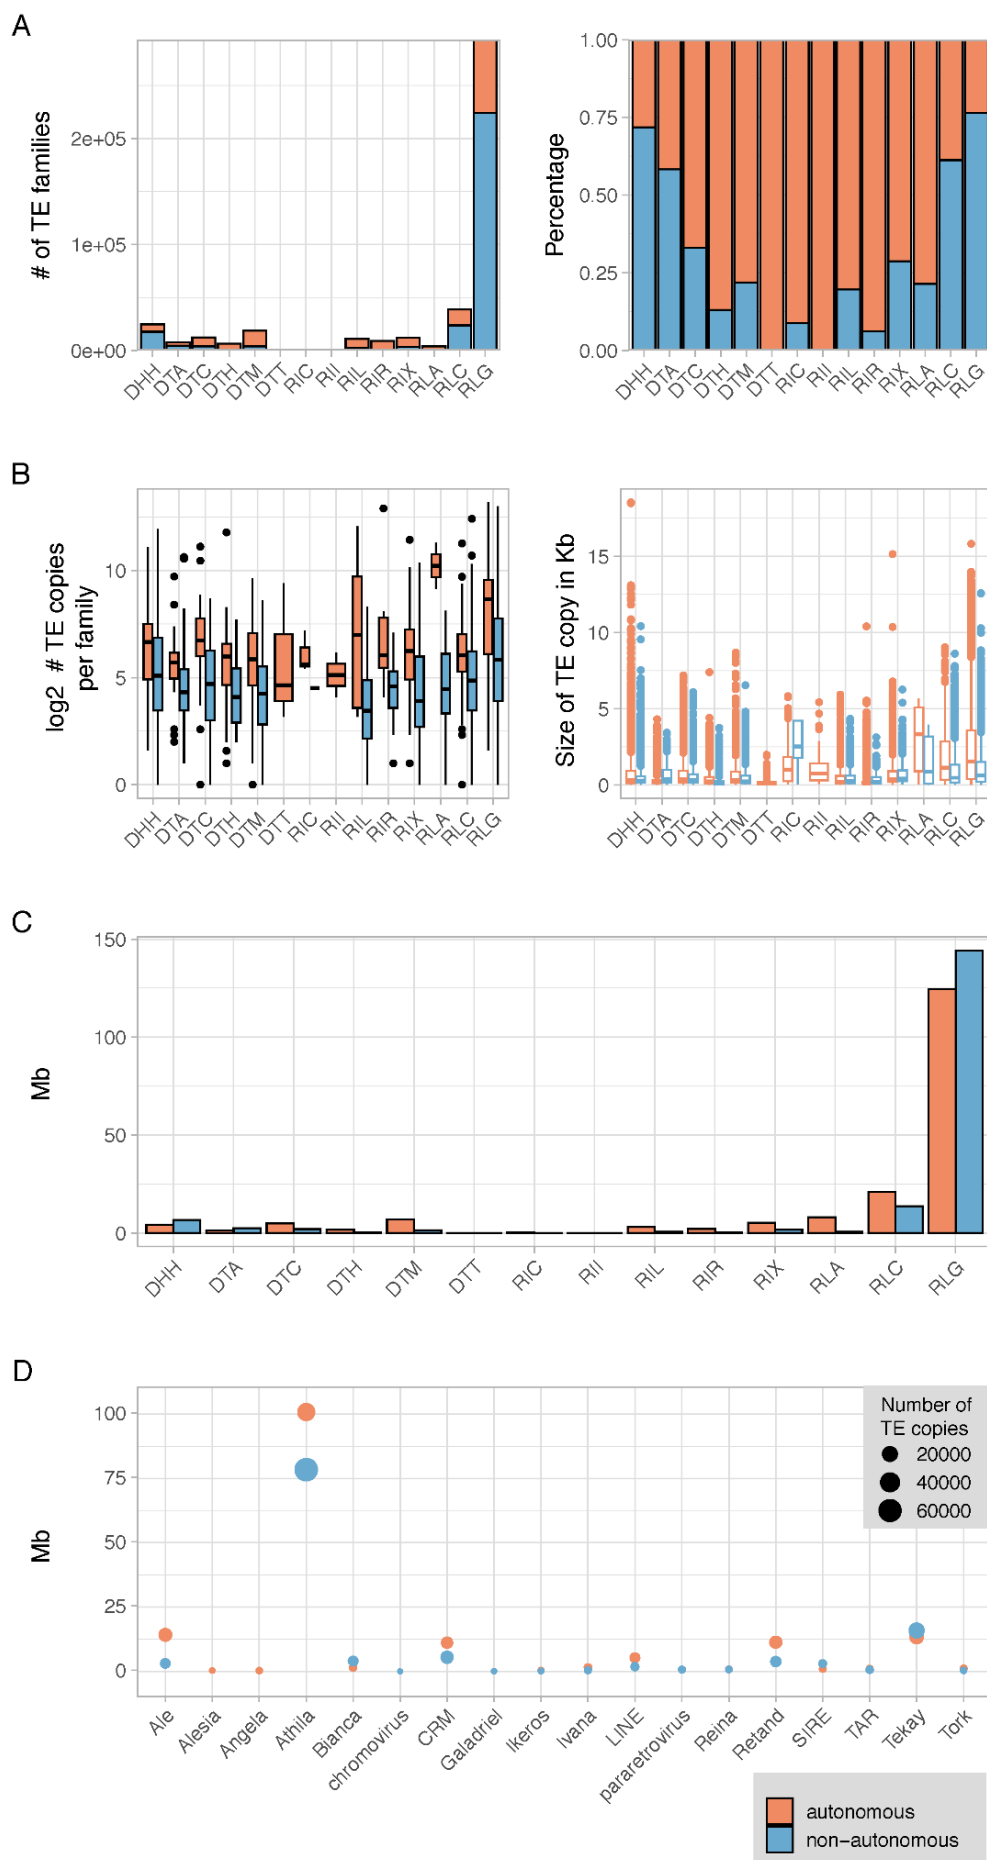 A
# of TE families
2e+05
1e+05
0e+00
DHH
DTA
DTC
DTH
DTM
DTT
RIC
RII
RIL
RIR
RIX
RLA
RLC
RLG
Percentage
1.00
0.75
0.50
0.25
0.00
DHH
DTA
DTC
DTH
DTM
DTT
RIC
RII
RIL
RIR
RIX
RLA
RLC
RLG
B
log2 # TE copies
per family
10
5
0
DHH
DTA
DTC
DTH
DTM
DTT
RIC
RII
RIL
RIR
RIX
RLA
RLC
RLG
Size of TE copy in Kb
15
10
5
0
DHH
DTA
DTC
DTH
DTM
DTT
RIC
RII
RIL
RIR
RIX
RLA
RLC
RLG
C
Mb
150
100
50
0
DHH
DTA
DTC
DTH
DTM
DTT
RIC
RII
RIL
RIR
RIX
RLA
RLC
RLG
D
Mb
100
75
50
25
0
Number of
TE copies
20000
40000
60000
Ale
Alesia
Angela
Athila
Bianca
chromovirus
CRM
Galadriel
Ikeros
Ivana
LINE
pararetrovirus
Reina
Retand
SIRE
TAR
Tekay
Tork
autonomous
non−autonomous